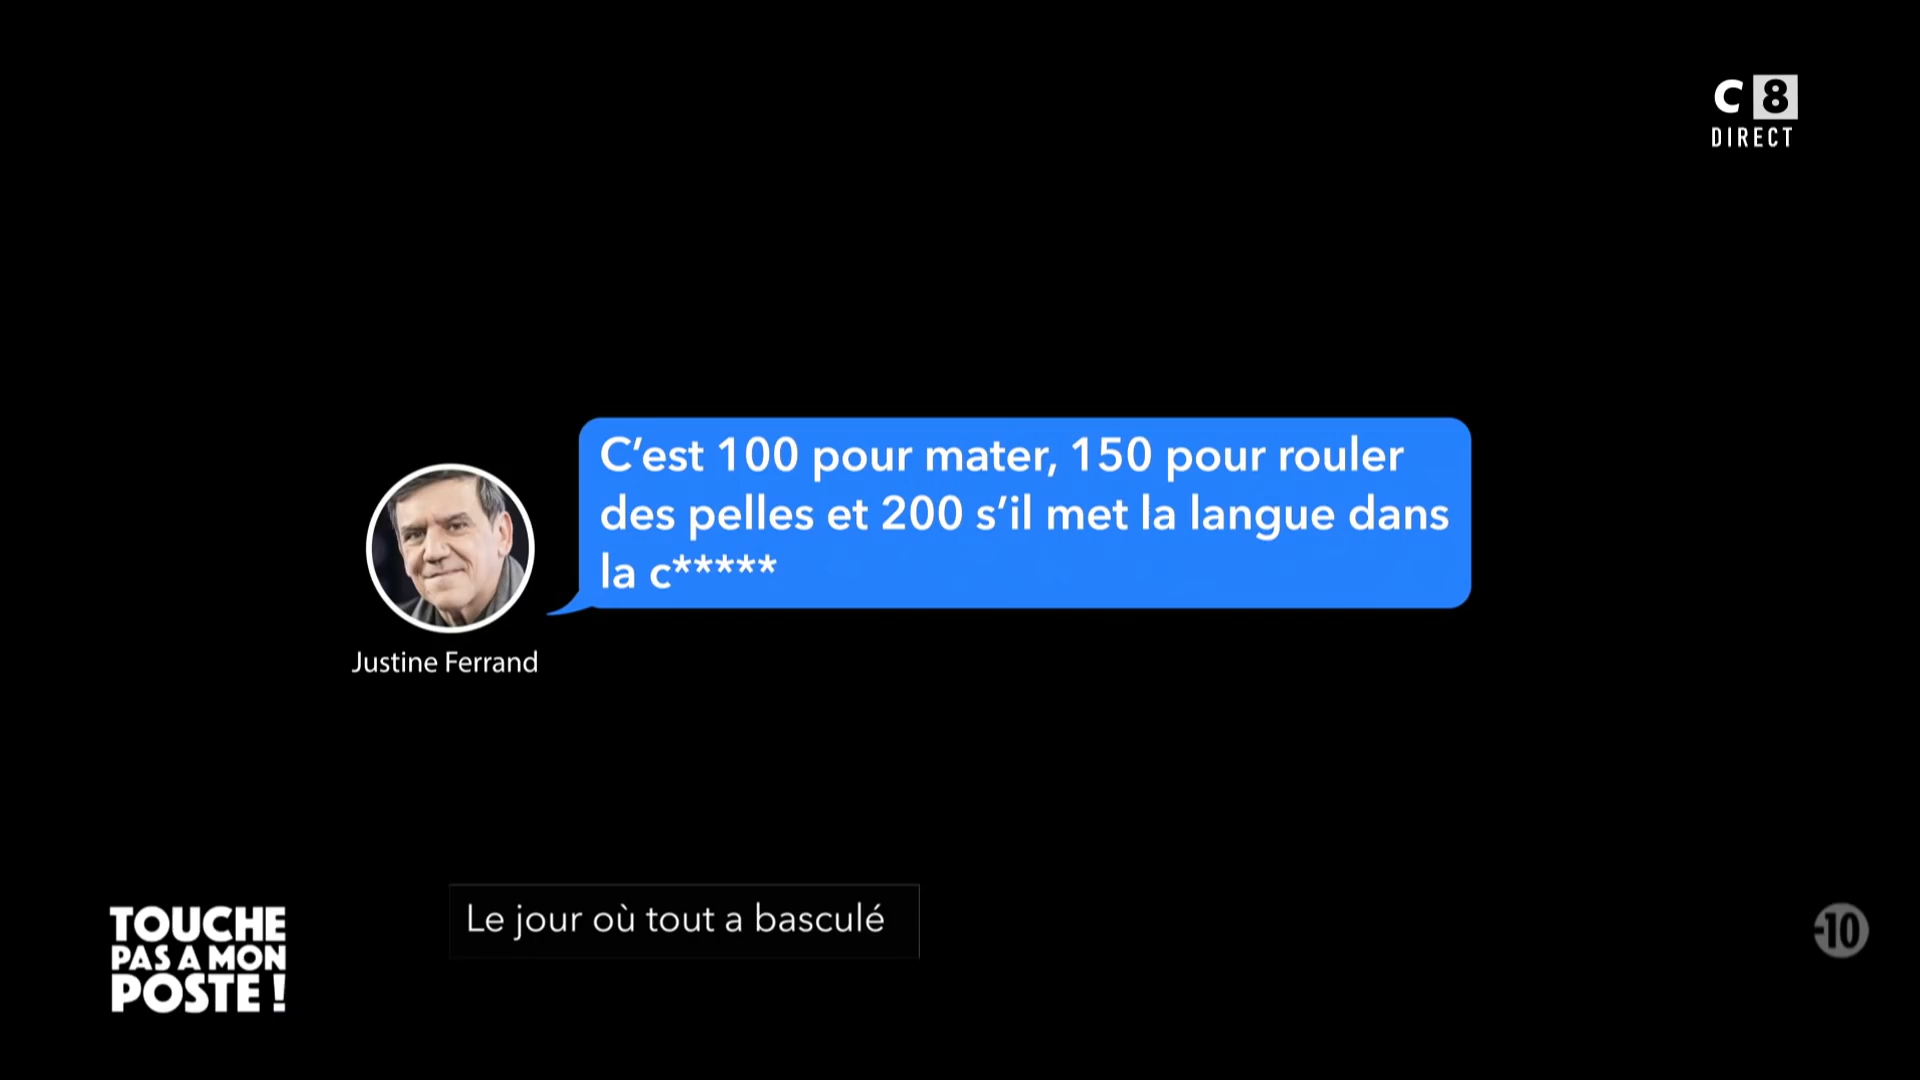 C 8
DIRECT
C’est 100 pour mater, 150 pour rouler
des pelles et 200 s’il met la langue dans
la c*****
Justine Ferrand
Le jour où tout a basculé
TOUCHE
PAS A MON
POSTE !
-10